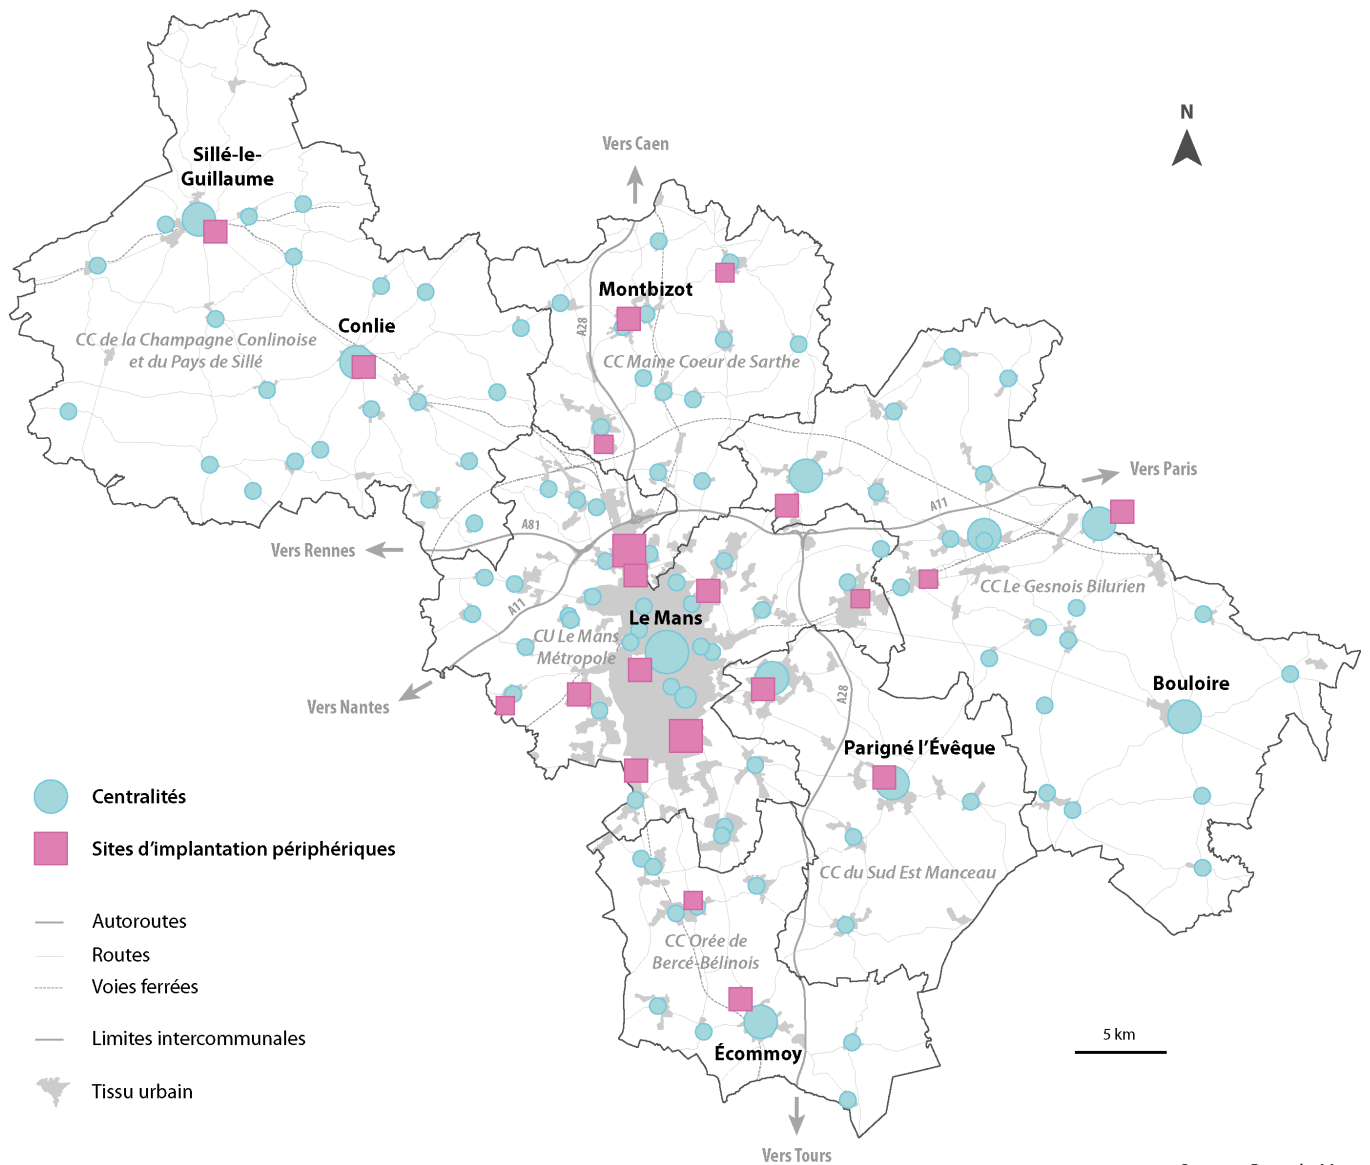 N
Vers Caen
Sillé-le-
Guillaume
Montbizot
A28
Conlie
CC de la Champagne Conlinoise
et du Pays de Sillé
CC Maine Coeur de Sarthe
Vers Paris
A11
A81
Vers Rennes
CC Le Gesnois Bilurien
A11
Le Mans
CU Le Mans
Métropole
Vers Nantes
A28
Bouloire
Parigné l'Évêque
Centralités
Sites d'implantation périphériques
CC du Sud Est Manceau
Autoroutes
Routes
Voies ferrées
CC Orée de
Bercé-Bélinois
Limites intercommunales
5 km
Écommoy
Tissu urbain
Vers Tours